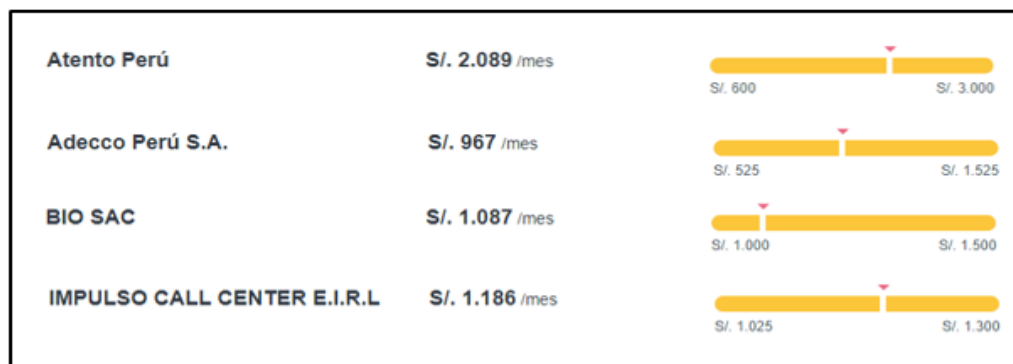 Atento Perú S/. 2.089 /mes
S/. 600 S/. 3.000
Adecco Perú S.A. S/. 967 /mes
S/. 525 S/. 1.525
BIO SAC S/. 1.087 /mes
S/. 1.000 S/. 1.500
IMPULSO CALL CENTER E.I.R.L S/. 1.186 /mes
S/. 1.025 S/. 1.300